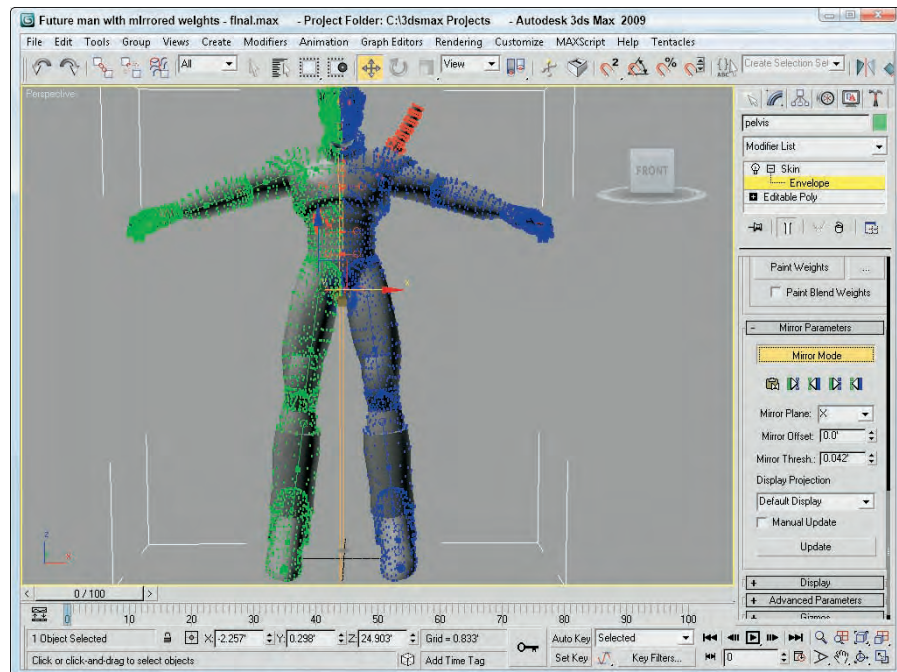 Future man with mirrored weights - final.max - Project Folder: C:\3dsmax Projects - Autodesk 3ds Max 2009
File Edit Tools Group Views Create Modifiers Animation Graph Editors Rendering Customize MAXScript Help Tentacles
All View ABC Create Selection Set
Perspective
FRONT
x
z
x
pelvis
Modifier List
Skin
Envelope
Editable Poly
Paint Weights ...
Paint Blend Weights
- Mirror Parameters
Mirror Mode
Mirror Plane: X
Mirror Offset: 0.0'
Mirror Thresh.: 0.042'
Display Projection
Default Display
Manual Update
Update
+ Display
+ Advanced Parameters
+ Gizmos
< 0 / 100 >
0 10 20 30 40 50 60 70 80 90 100
1 Object Selected X: -2.257' Y: 0.298' Z: 24.903' Grid = 0.833' Auto Key Selected
Click or click-and-drag to select objects Add Time Tag Set Key Key Filters... 0